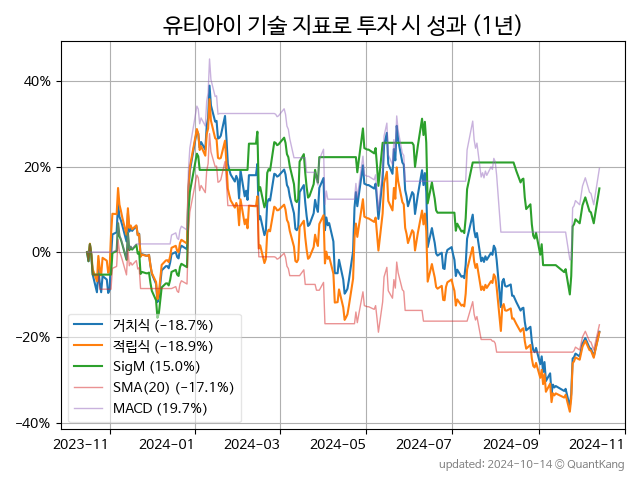 유티아이 기술 지표로 투자 시 성과 (1년)
40%
20%
0%
−20%
−40%
거치식 (−18.7%)
적립식 (−18.9%)
SigM (15.0%)
SMA(20) (−17.1%)
MACD (19.7%)
2023−11 2024−01 2024−03 2024−05 2024−07 2024−09 2024−11
updated: 2024-10-14 © QuantKang